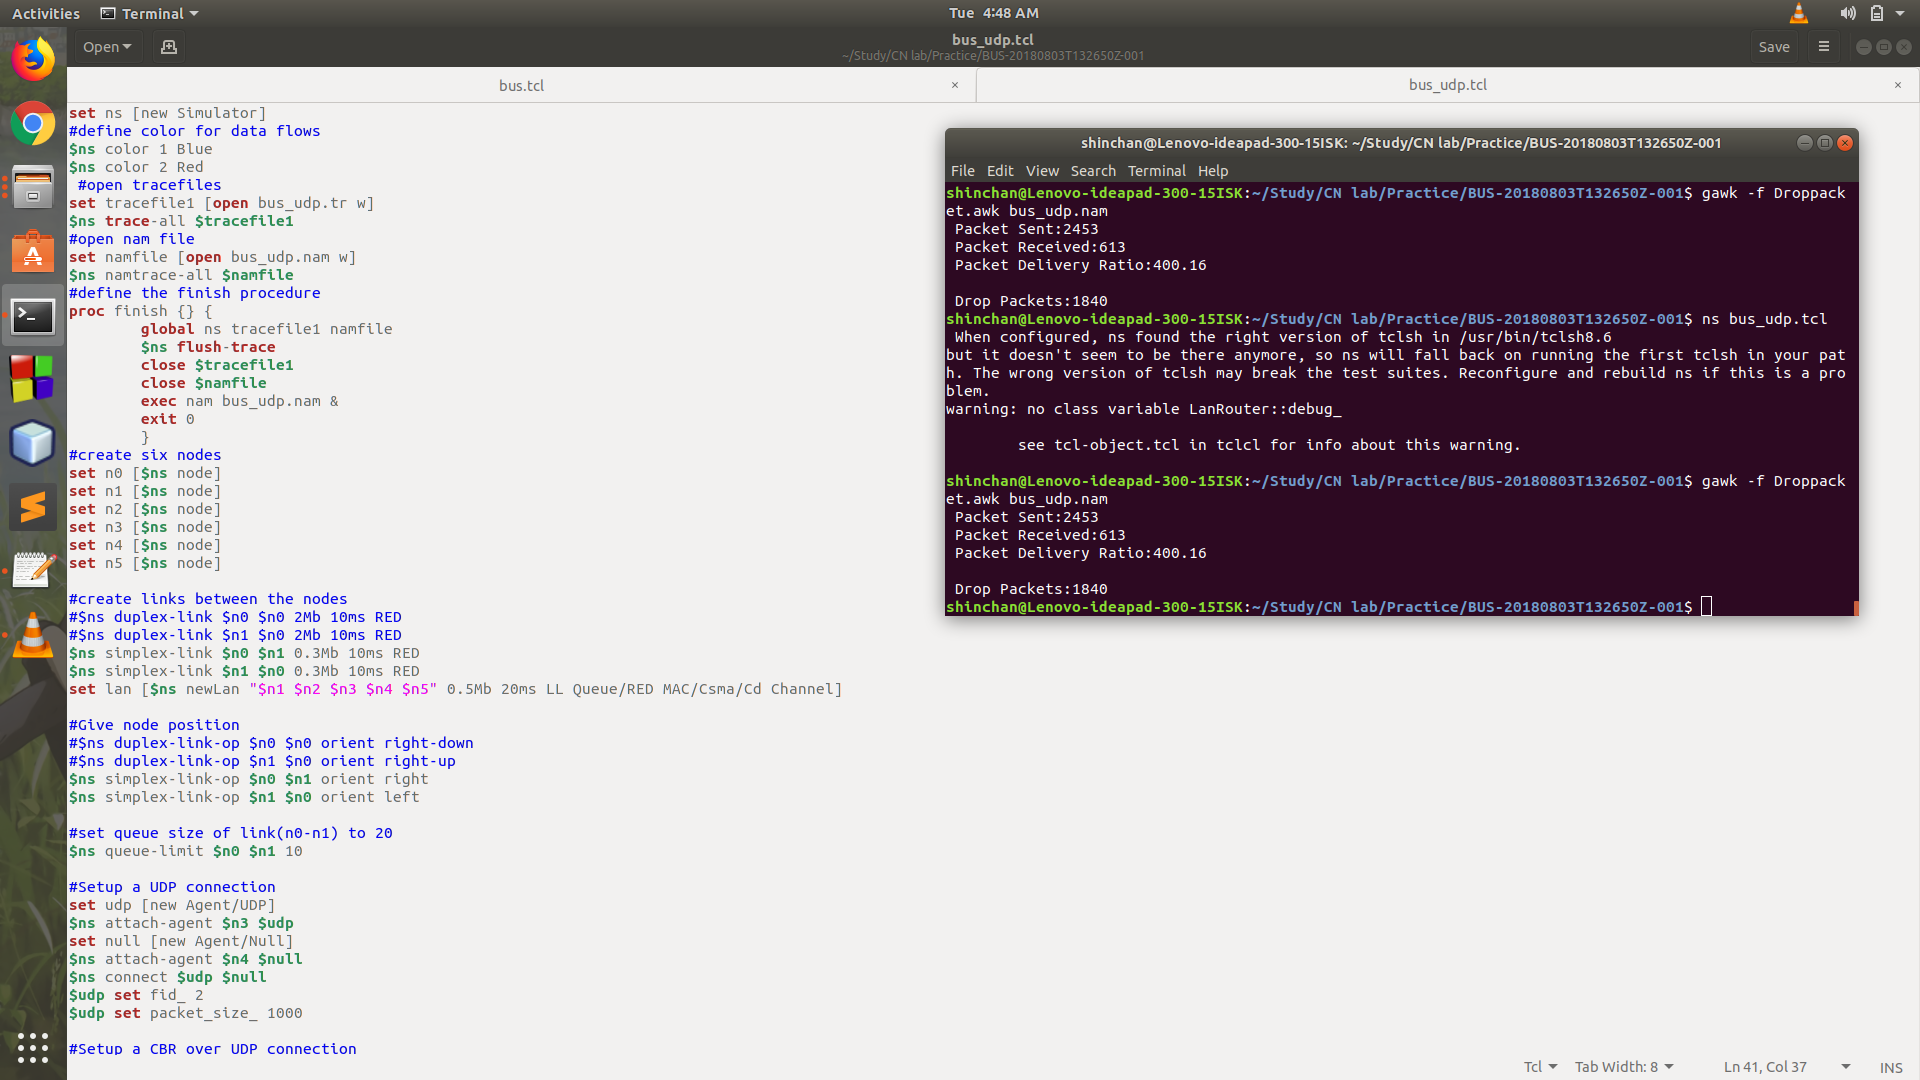 Activities
Terminal
Tue 4:48 AM
Open
bus_udp.tcl
~/Study/CN lab/Practice/BUS-20180803T132650Z-001
Save
bus.tcl ×
bus_udp.tcl ×
set ns [new Simulator]
#define color for data flows
$ns color 1 Blue
$ns color 2 Red
 #open tracefiles
set tracefile1 [open bus_udp.tr w]
$ns trace-all $tracefile1
#open nam file
set namfile [open bus_udp.nam w]
$ns namtrace-all $namfile
#define the finish procedure
proc finish {} {
        global ns tracefile1 namfile
        $ns flush-trace
        close $tracefile1
        close $namfile
        exec nam bus_udp.nam &
        exit 0
        }
#create six nodes
set n0 [$ns node]
set n1 [$ns node]
set n2 [$ns node]
set n3 [$ns node]
set n4 [$ns node]
set n5 [$ns node]
#create links between the nodes
#$ns duplex-link $n0 $n0 2Mb 10ms RED
#$ns duplex-link $n1 $n0 2Mb 10ms RED
$ns simplex-link $n0 $n1 0.3Mb 10ms RED
$ns simplex-link $n1 $n0 0.3Mb 10ms RED
set lan [$ns newLan "$n1 $n2 $n3 $n4 $n5" 0.5Mb 20ms LL Queue/RED MAC/Csma/Cd Channel]
#Give node position
#$ns duplex-link-op $n0 $n0 orient right-down
#$ns duplex-link-op $n1 $n0 orient right-up
$ns simplex-link-op $n0 $n1 orient right
$ns simplex-link-op $n1 $n0 orient left
#set queue size of link(n0-n1) to 20
$ns queue-limit $n0 $n1 10
#Setup a UDP connection
set udp [new Agent/UDP]
$ns attach-agent $n3 $udp
set null [new Agent/Null]
$ns attach-agent $n4 $null
$ns connect $udp $null
$udp set fid_ 2
$udp set packet_size_ 1000
#Setup a CBR over UDP connection
shinchan@Lenovo-ideapad-300-15ISK: ~/Study/CN lab/Practice/BUS-20180803T132650Z-001
File Edit View Search Terminal Help
shinchan@Lenovo-ideapad-300-15ISK:~/Study/CN lab/Practice/BUS-20180803T132650Z-001$ gawk -f Droppack
et.awk bus_udp.nam
 Packet Sent:2453
 Packet Received:613
 Packet Delivery Ratio:400.16
 Drop Packets:1840
shinchan@Lenovo-ideapad-300-15ISK:~/Study/CN lab/Practice/BUS-20180803T132650Z-001$ ns bus_udp.tcl
 When configured, ns found the right version of tclsh in /usr/bin/tclsh8.6
but it doesn't seem to be there anymore, so ns will fall back on running the first tclsh in your pat
h. The wrong version of tclsh may break the test suites. Reconfigure and rebuild ns if this is a pro
blem.
warning: no class variable LanRouter::debug_
        see tcl-object.tcl in tclcl for info about this warning.
shinchan@Lenovo-ideapad-300-15ISK:~/Study/CN lab/Practice/BUS-20180803T132650Z-001$ gawk -f Droppack
et.awk bus_udp.nam
 Packet Sent:2453
 Packet Received:613
 Packet Delivery Ratio:400.16
 Drop Packets:1840
shinchan@Lenovo-ideapad-300-15ISK:~/Study/CN lab/Practice/BUS-20180803T132650Z-001$
Tcl Tab Width: 8 Ln 41, Col 37 INS